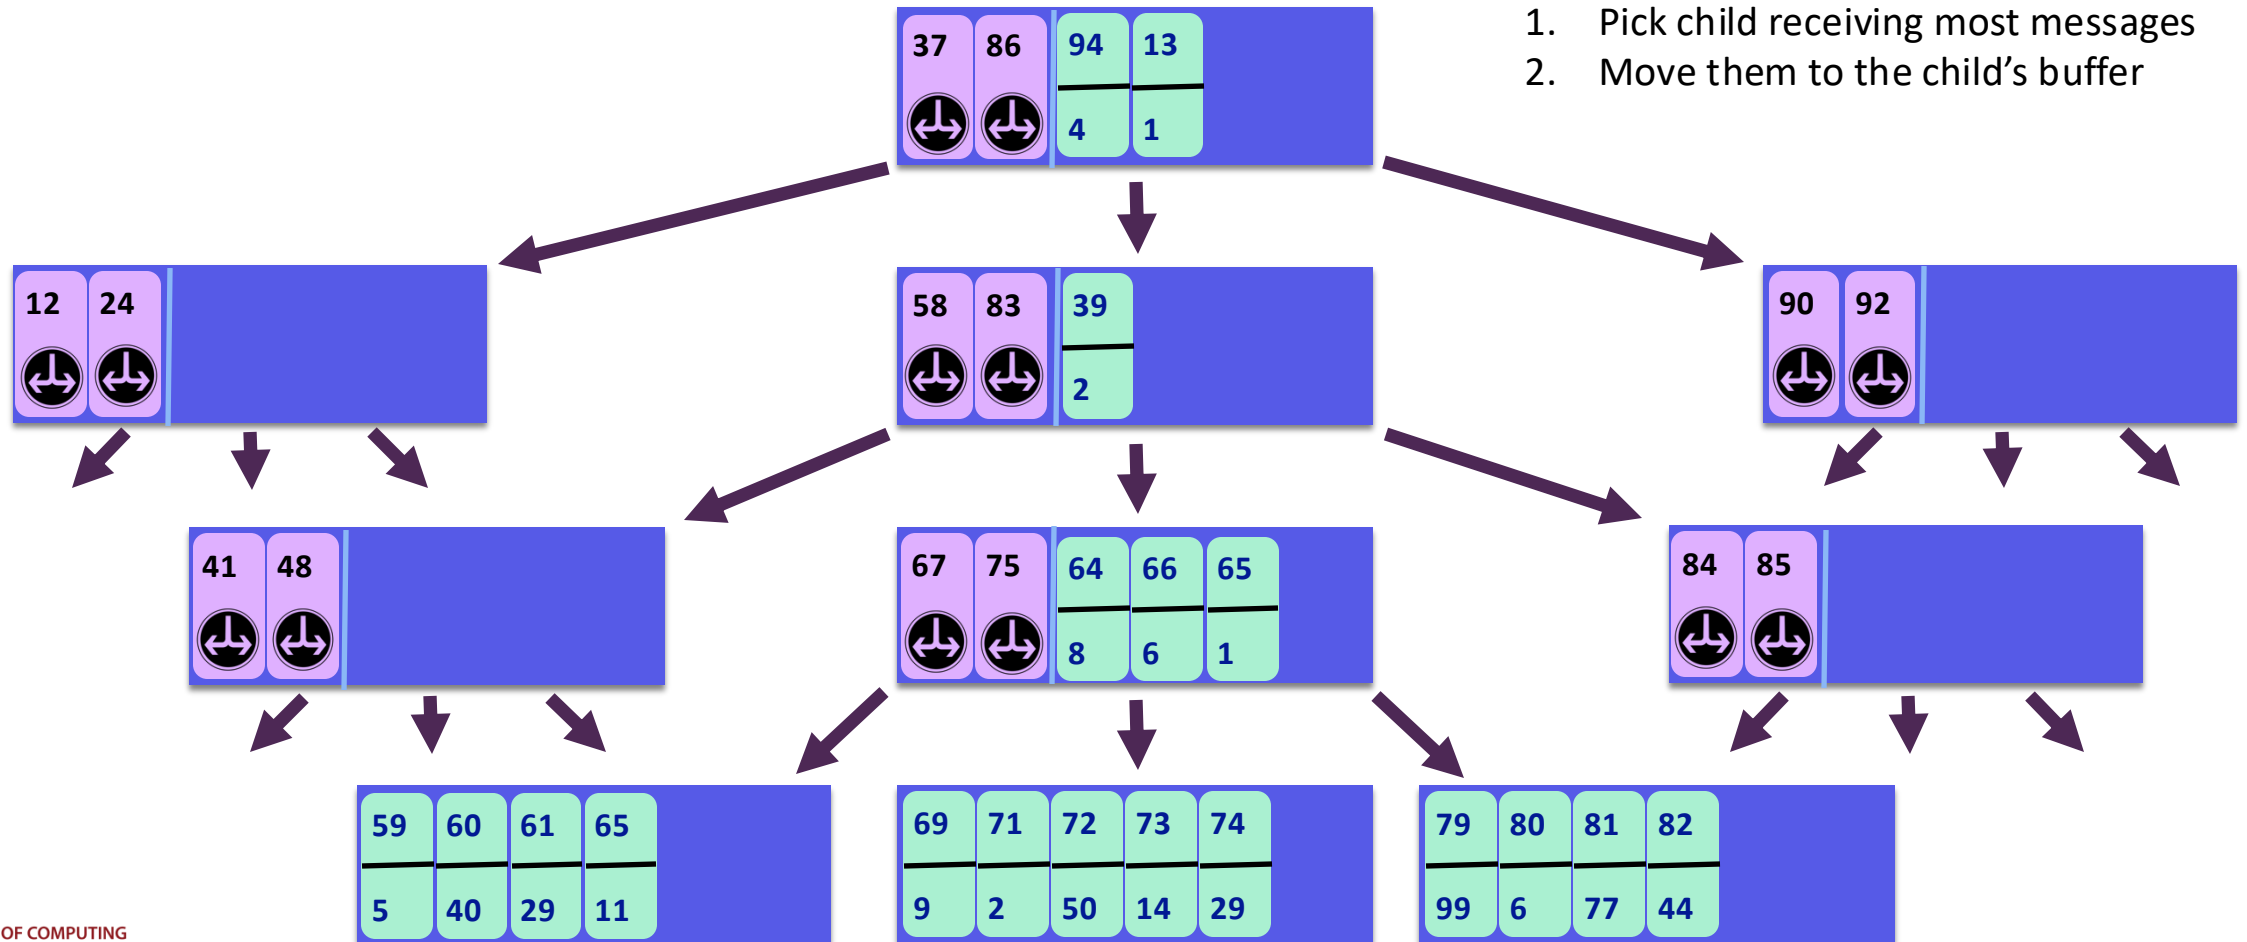 1. Pick child receiving most messages
2. Move them to the child's buffer
37 86 94 13
4 1
12 24
58 83 39
2
90 92
41 48
67 75 64 66 65
8 6 1
84 85
59 60 61 65
5 40 29 11
69 71 72 73 74
9 2 50 14 29
79 80 81 82
99 6 77 44
OF COMPUTING